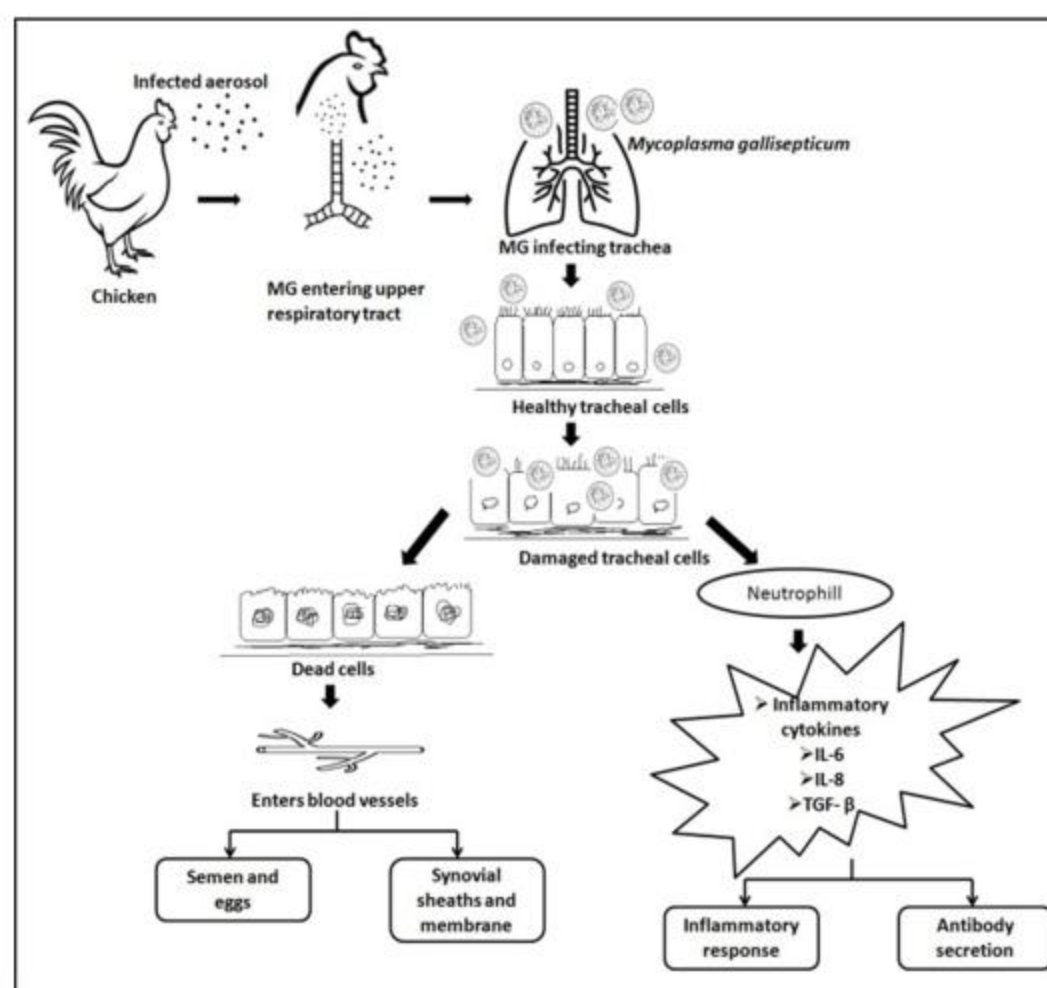 Infected aerosol
Mycoplasma gallisepticum
Chicken
MG entering upper
respiratory tract
MG infecting trachea
Healthy tracheal cells
Damaged tracheal cells
Dead cells
Enters blood vessels
Semen and
eggs
Synovial
sheaths and
membrane
Neutrophill
➢ Inflammatory
cytokines
➢IL-6
➢IL-8
➢TGF- β
Inflammatory
response
Antibody
secretion